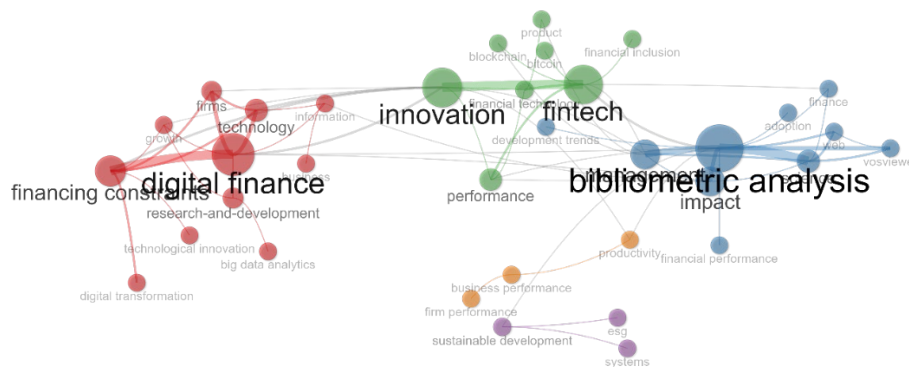 product
blockchain
financial inclusion
bitcoin
firms
innovation
financial technology
fintech
finance
growth
technology
information
development trends
adoption
web
vosviewer
financing constraints
digital finance
business
performance
management
bibliometric analysis
science
research-and-development
impact
technological innovation
big data analytics
productivity
financial performance
digital transformation
business performance
firm performance
sustainable development
esg
systems